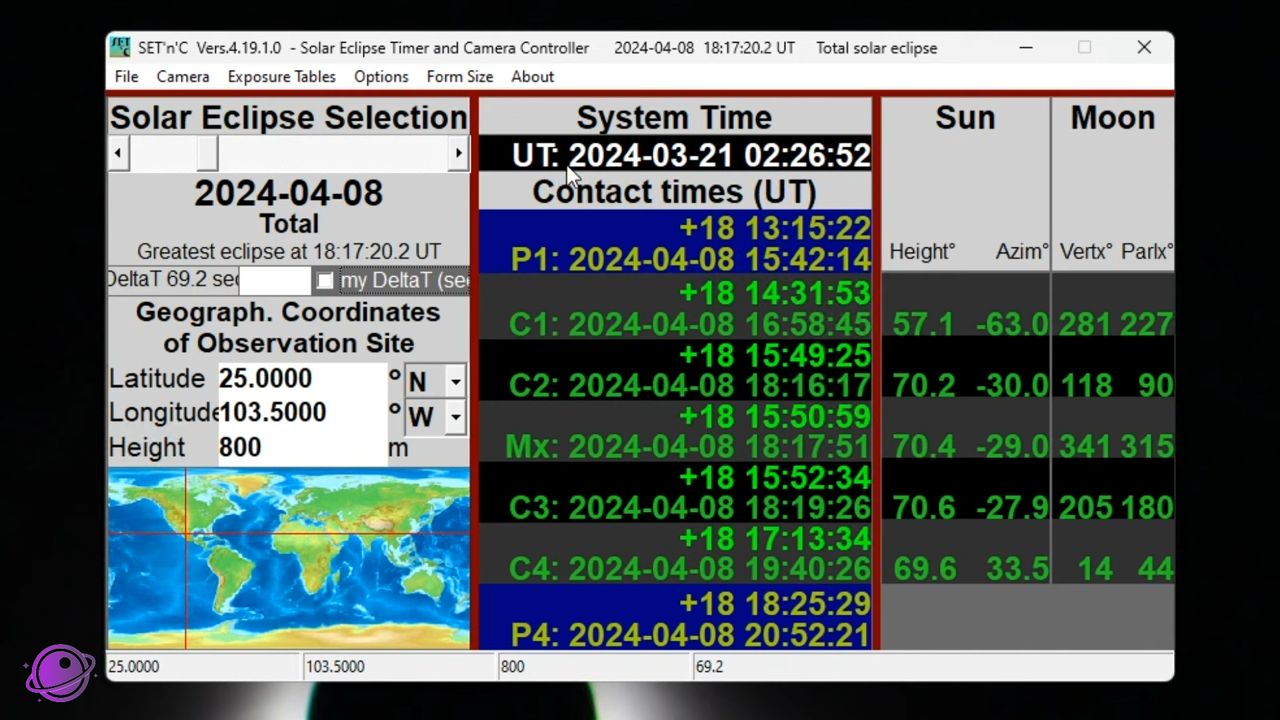 SET'n'C Vers.4.19.1.0 - Solar Eclipse Timer and Camera Controller 2024-04-08 18:17:20.2 UT Total solar eclipse
File Camera Exposure Tables Options Form Size About
Solar Eclipse Selection
2024-04-08
Total
Greatest eclipse at 18:17:20.2 UT
DeltaT 69.2 sec my DeltaT (se
Geograph. Coordinates
of Observation Site
Latitude 25.0000 ° N
Longitude 103.5000 ° W
Height 800 m
System Time
UT: 2024-03-21 02:26:52
Contact times (UT)
+18 13:15:22
P1: 2024-04-08 15:42:14
+18 14:31:53
C1: 2024-04-08 16:58:45
+18 15:49:25
C2: 2024-04-08 18:16:17
+18 15:50:59
Mx: 2024-04-08 18:17:51
+18 15:52:34
C3: 2024-04-08 18:19:26
+18 17:13:34
C4: 2024-04-08 19:40:26
+18 18:25:29
P4: 2024-04-08 20:52:21
Sun Moon
Height° Azim° Vertx° Parlx°
57.1 -63.0 281 227
70.2 -30.0 118 90
70.4 -29.0 341 315
70.6 -27.9 205 180
69.6 33.5 14 44
25.0000 103.5000 800 69.2